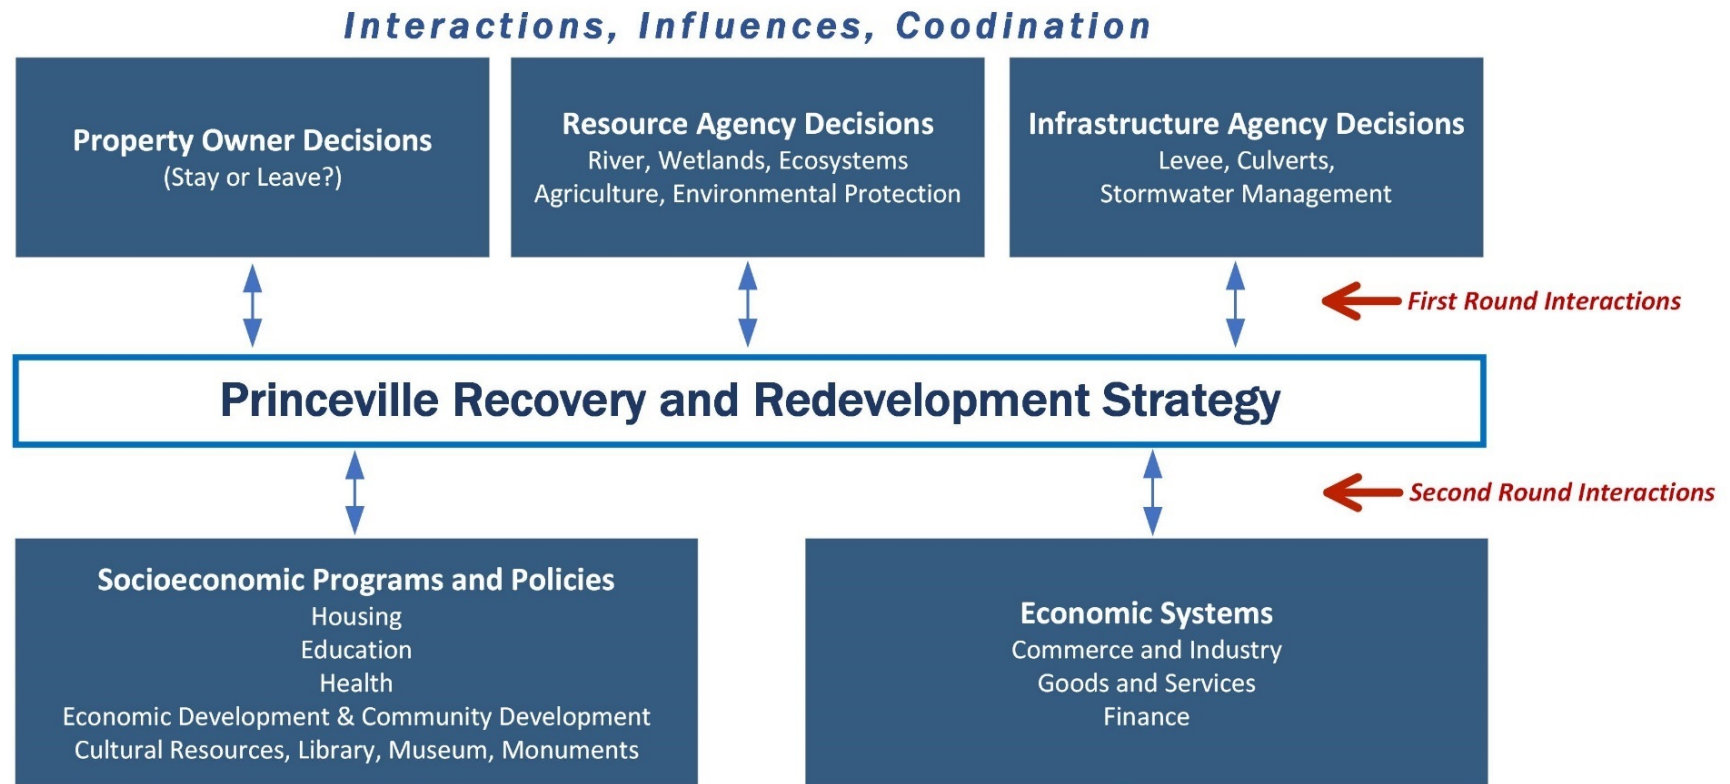 Interactions, Influences, Coodination
Property Owner Decisions
(Stay or Leave?)
Resource Agency Decisions
River, Wetlands, Ecosystems
Agriculture, Environmental Protection
Infrastructure Agency Decisions
Levee, Culverts,
Stormwater Management
First Round Interactions
Princeville Recovery and Redevelopment Strategy
Second Round Interactions
Socioeconomic Programs and Policies
Housing
Education
Health
Economic Development & Community Development
Cultural Resources, Library, Museum, Monuments
Economic Systems
Commerce and Industry
Goods and Services
Finance